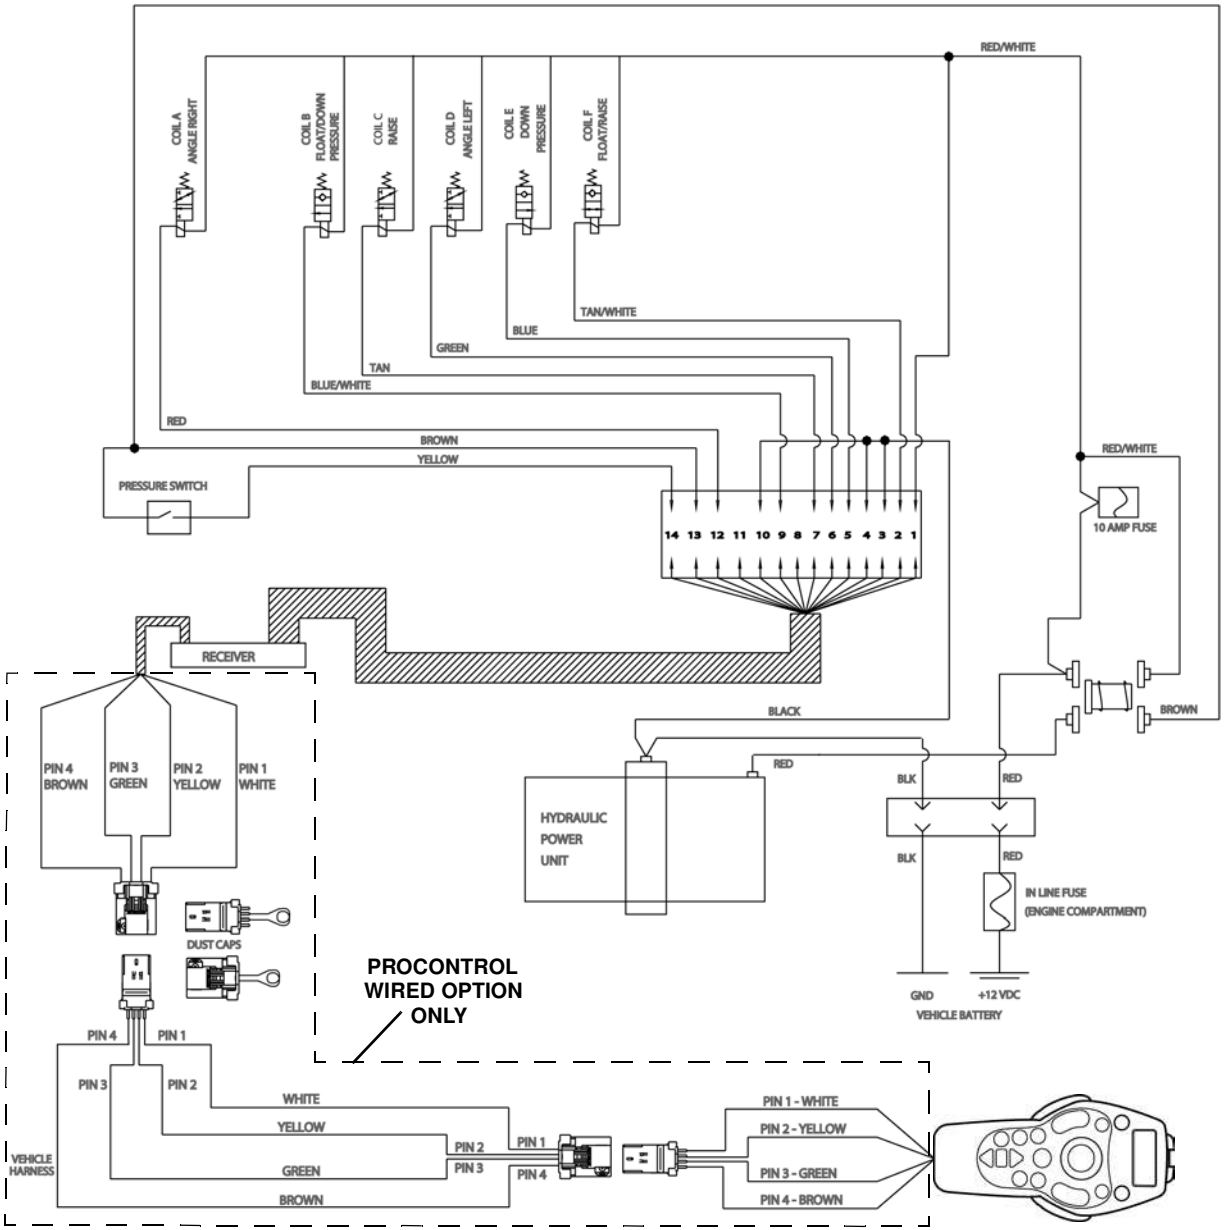 RED/WHITE
COIL A
ANGLE RIGHT
COIL B
FLOAT/DOWN
PRESSURE
COIL C
RAISE
COIL D
ANGLE LEFT
COIL E
DOWN
PRESSURE
COIL F
FLOAT/RAISE
TAN/WHITE
BLUE
GREEN
TAN
BLUE/WHITE
RED
BROWN
YELLOW
RED/WHITE
PRESSURE SWITCH
10 AMP FUSE
14 13 12 11 10 9 8 7 6 5 4 3 2 1
RECEIVER
BLACK
BROWN
RED
PIN 4
BROWN
PIN 3
GREEN
PIN 2
YELLOW
PIN 1
WHITE
BLK
RED
HYDRAULIC
POWER
UNIT
BLK
RED
IN LINE FUSE
(ENGINE COMPARTMENT)
DUST CAPS
PROCONTROL
WIRED OPTION
ONLY
GND
+12 VDC
VEHICLE BATTERY
PIN 4
PIN 1
PIN 3
PIN 2
WHITE
YELLOW
GREEN
BROWN
VEHICLE
HARNESS
PIN 2
PIN 3
PIN 1
PIN 4
PIN 1 - WHITE
PIN 2 - YELLOW
PIN 3 - GREEN
PIN 4 - BROWN